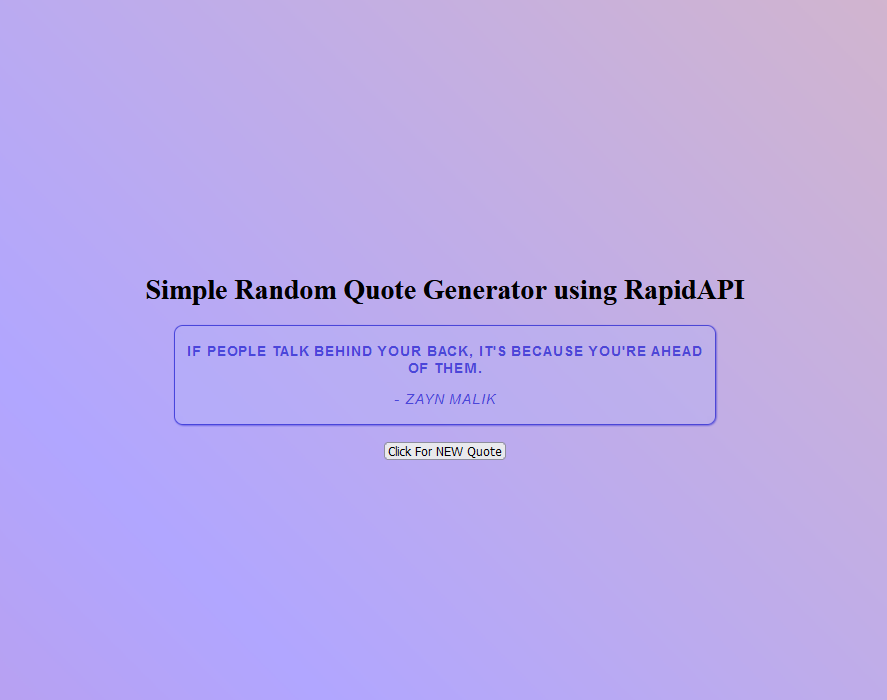 Simple Random Quote Generator using RapidAPI
IF PEOPLE TALK BEHIND YOUR BACK, IT'S BECAUSE YOU'RE AHEAD
OF THEM.
- ZAYN MALIK
Click For NEW Quote